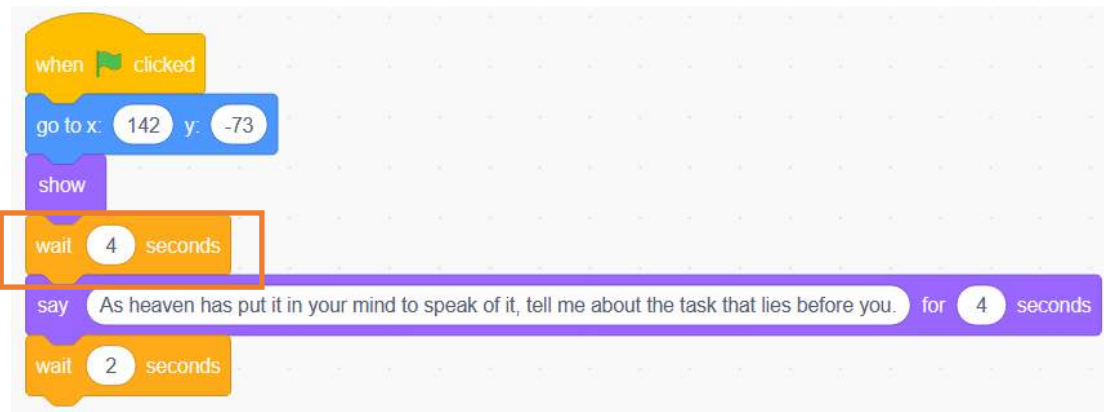 when clicked
go to x: 142 y: -73
show
wait 4 seconds
say As heaven has put it in your mind to speak of it, tell me about the task that lies before you. for 4 seconds
wait 2 seconds